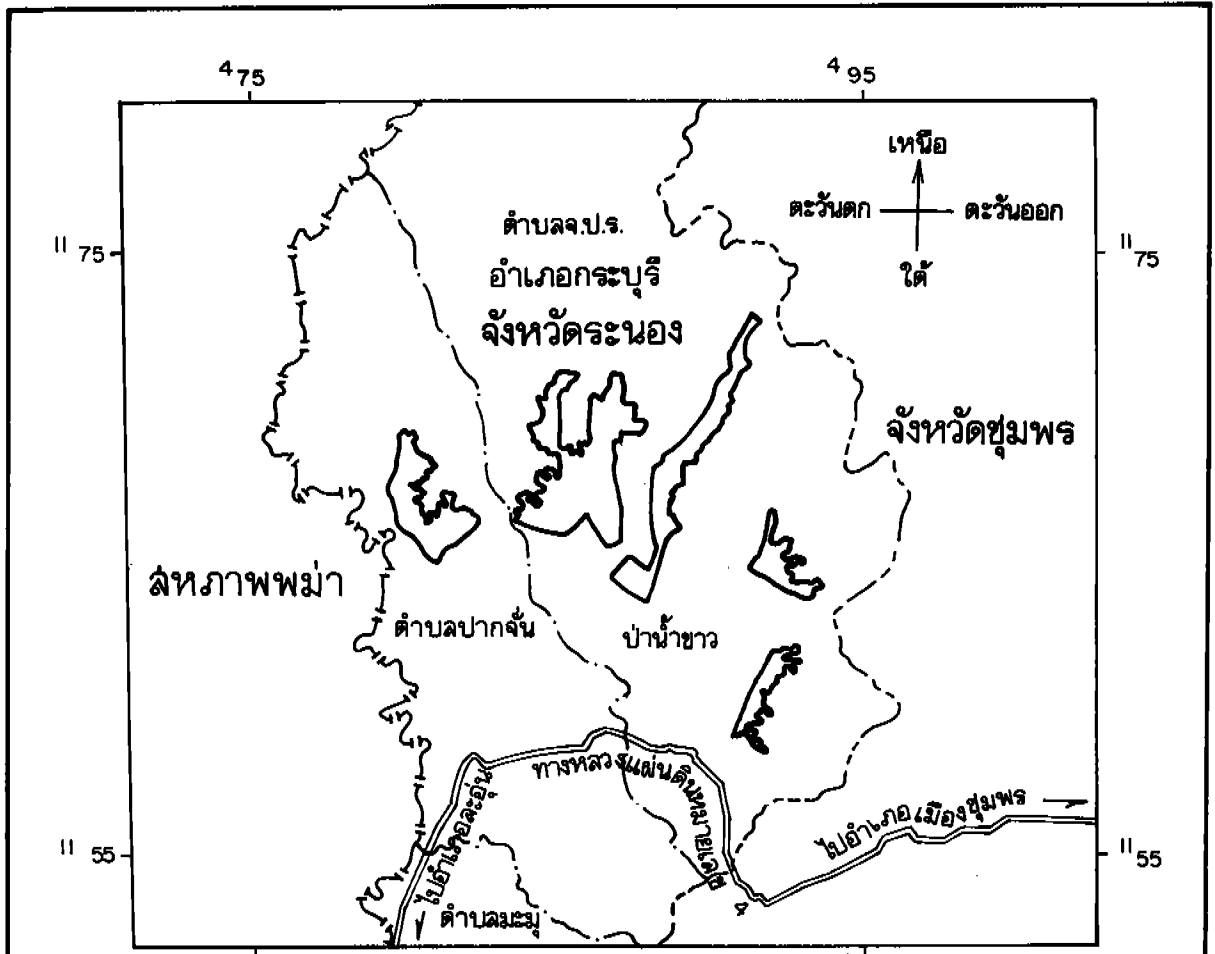 475
495
เหนือ
ตะวันตก
ตะวันออก
ใต้
ตำบลจ.ป.ร.
อำเภอกระบุรี
จังหวัดระนอง
11 75
11 75
จังหวัดชุมพร
สหภาพพม่า
ตำบลปากจั่น
ป่าน้ำขาว
ทางหลวงแผ่นดินหมายเลข 4
ไปอำเภอละอุ่น
ไปอำเภอเมืองชุมพร
11 55
11 55
ตำบลมะมุ